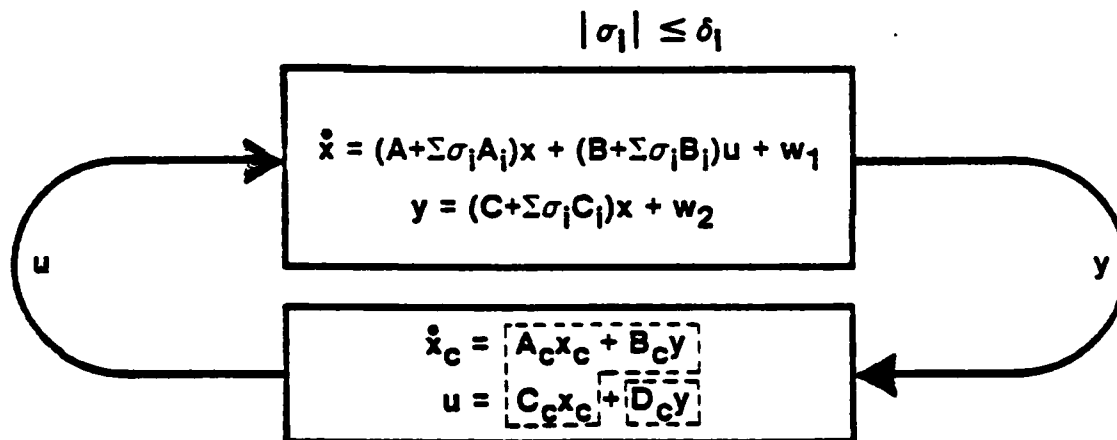 |σᵢ| ≤ δᵢ
ẋ = (A+ΣσᵢAᵢ)x + (B+ΣσᵢBᵢ)u + w₁
y = (C+ΣσᵢCᵢ)x + w₂
u
y
ẋc = Acxc + Bcy
u = Ccxc + Dcy